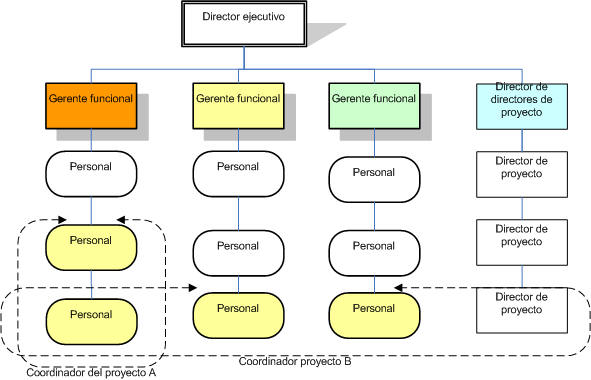 Director ejecutivo
Gerente funcional
Gerente funcional
Gerente funcional
Director de
directores de
proyecto
Personal
Personal
Personal
Director de
proyecto
Personal
Personal
Personal
Director de
proyecto
Personal
Personal
Personal
Director de
proyecto
Coordinador proyecto B
Coordinador del proyecto A